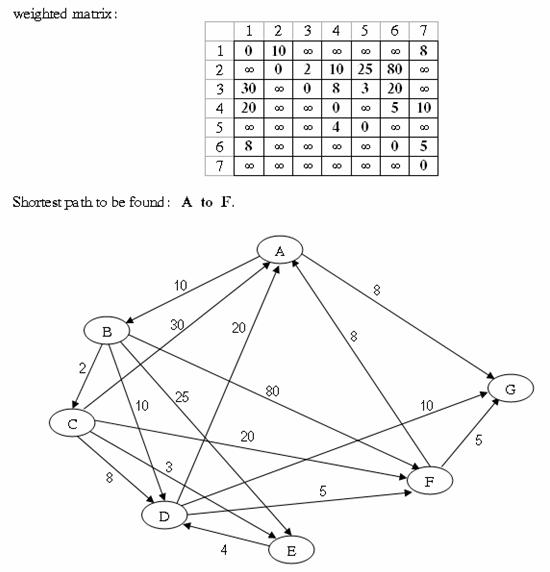 weighted matrix:
1 2 3 4 5 6 7
1 0 10 ∞ ∞ ∞ ∞ 8
2 ∞ 0 2 10 25 80 ∞
3 30 ∞ 0 8 3 20 ∞
4 20 ∞ ∞ 0 ∞ 5 10
5 ∞ ∞ ∞ 4 0 ∞ ∞
6 8 ∞ ∞ ∞ ∞ 0 5
7 ∞ ∞ ∞ ∞ ∞ ∞ 0
Shortest path to be found: A to F.
A
10
8
30
20
8
B
2
10
25
80
10
G
C
20
5
8
3
F
5
D
4
E